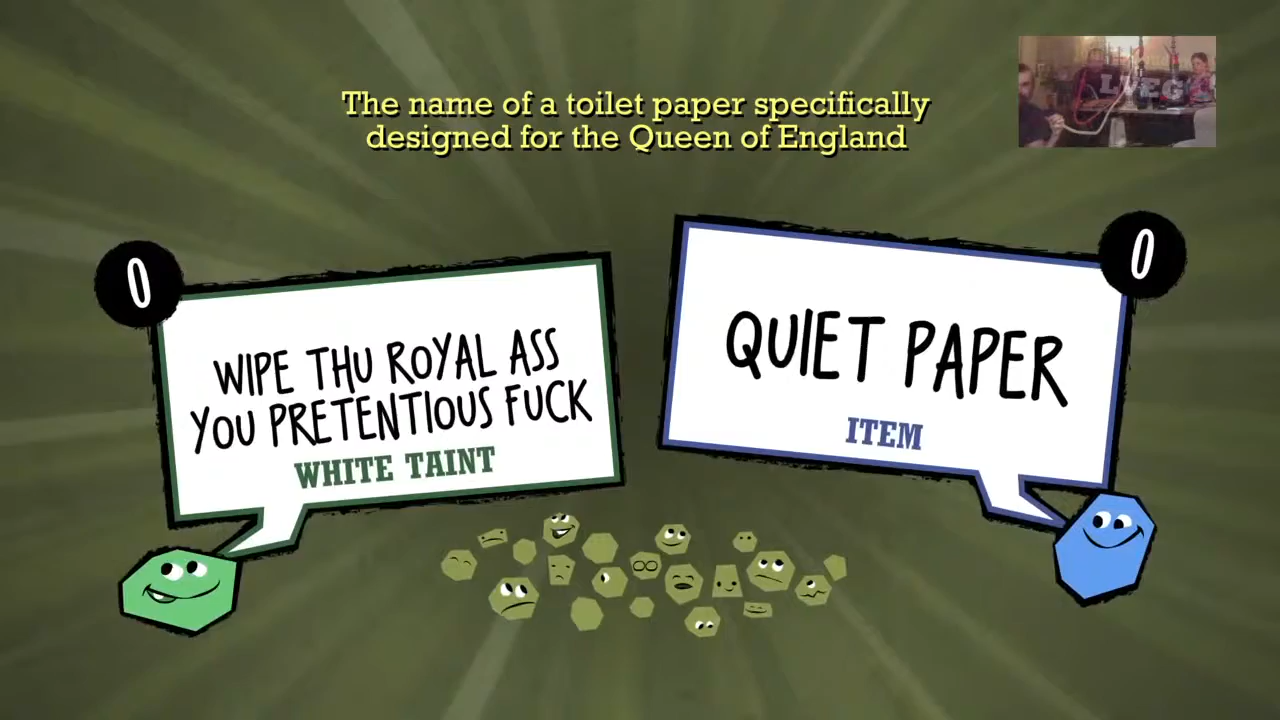 The name of a toilet paper specifically
designed for the Queen of England
0
0
WIPE THU ROYAL ASS
YOU PRETENTIOUS FUCK
WHITE TAINT
QUIET PAPER
ITEM